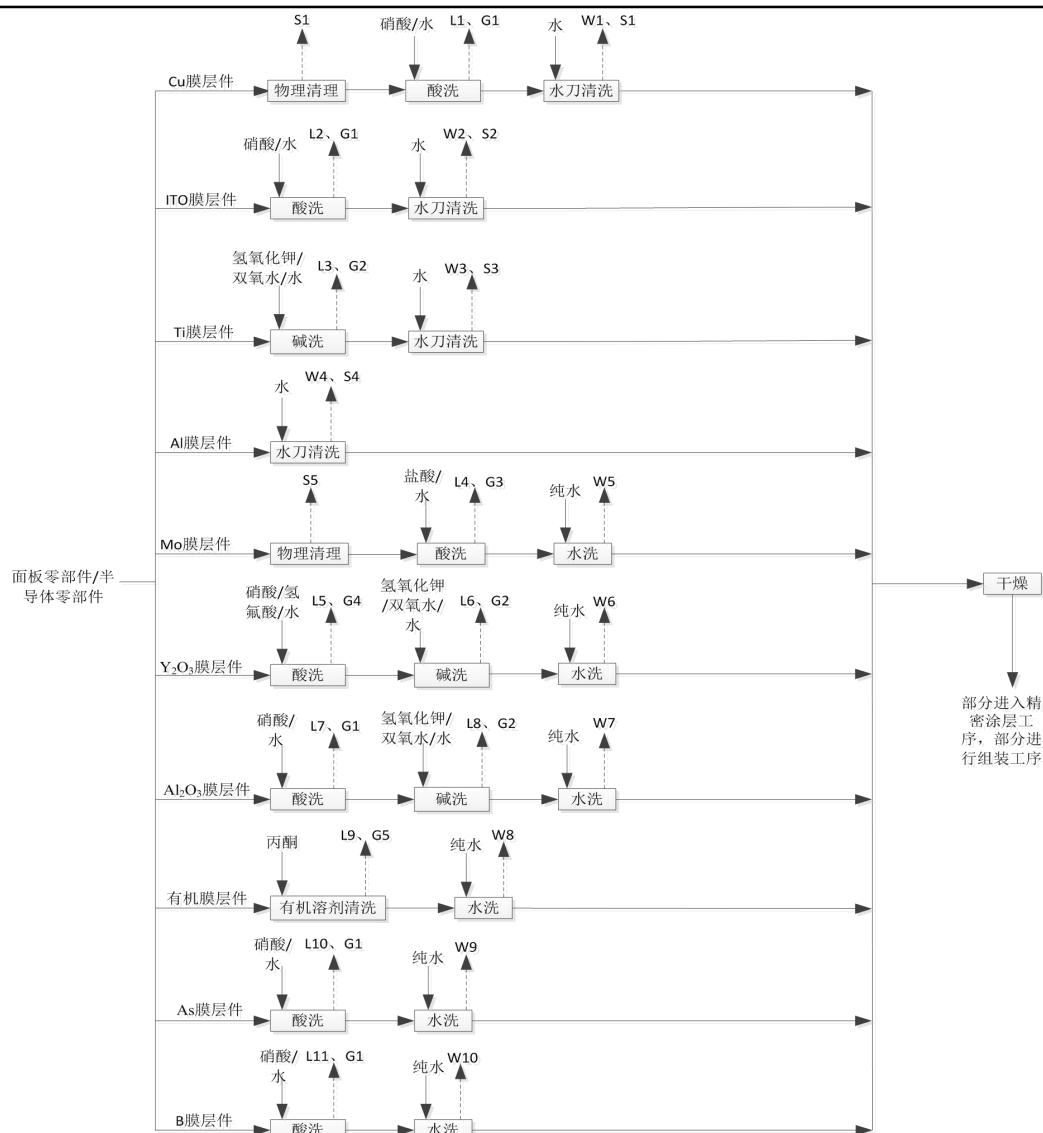 S1
硝酸/水
L1、G1
水
W1、S1
Cu膜层件
物理清理
酸洗
水刀清洗
硝酸/水
L2、G1
水
W2、S2
ITO膜层件
酸洗
水刀清洗
氢氧化钾/
双氧水/水
L3、G2
水
W3、S3
Ti膜层件
碱洗
水刀清洗
水
W4、S4
Al膜层件
水刀清洗
S5
盐酸/
水
L4、G3
纯水
W5
Mo膜层件
物理清理
酸洗
水洗
面板零部件/半
导体零部件
干燥
部分进入精
密涂层工
序，部分进
行组装工序
硝酸/氢
氟酸/水
L5、G4
氢氧化钾
/双氧水/
水
L6、G2
纯水
W6
Y₂O₃膜层件
酸洗
碱洗
水洗
硝酸/
水
L7、G1
氢氧化钾/
双氧水/水
L8、G2
纯水
W7
Al₂O₃膜层件
酸洗
碱洗
水洗
丙酮
L9、G5
纯水
W8
有机膜层件
有机溶剂清洗
水洗
硝酸/
水
L10、G1
纯水
W9
As膜层件
酸洗
水洗
硝酸/
水
L11、G1
纯水
W10
B膜层件
酸洗
水洗